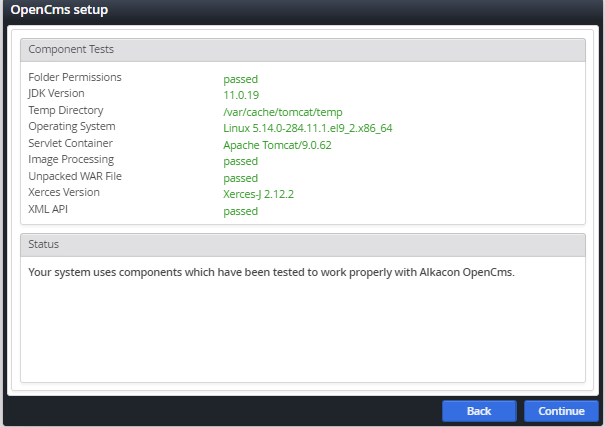 OpenCms setup
Component Tests
Folder Permissions passed
JDK Version 11.0.19
Temp Directory /var/cache/tomcat/temp
Operating System Linux 5.14.0-284.11.1.el9_2.x86_64
Servlet Container Apache Tomcat/9.0.62
Image Processing passed
Unpacked WAR File passed
Xerces Version Xerces-J 2.12.2
XML API passed
Status
Your system uses components which have been tested to work properly with Alkacon OpenCms.
Back Continue